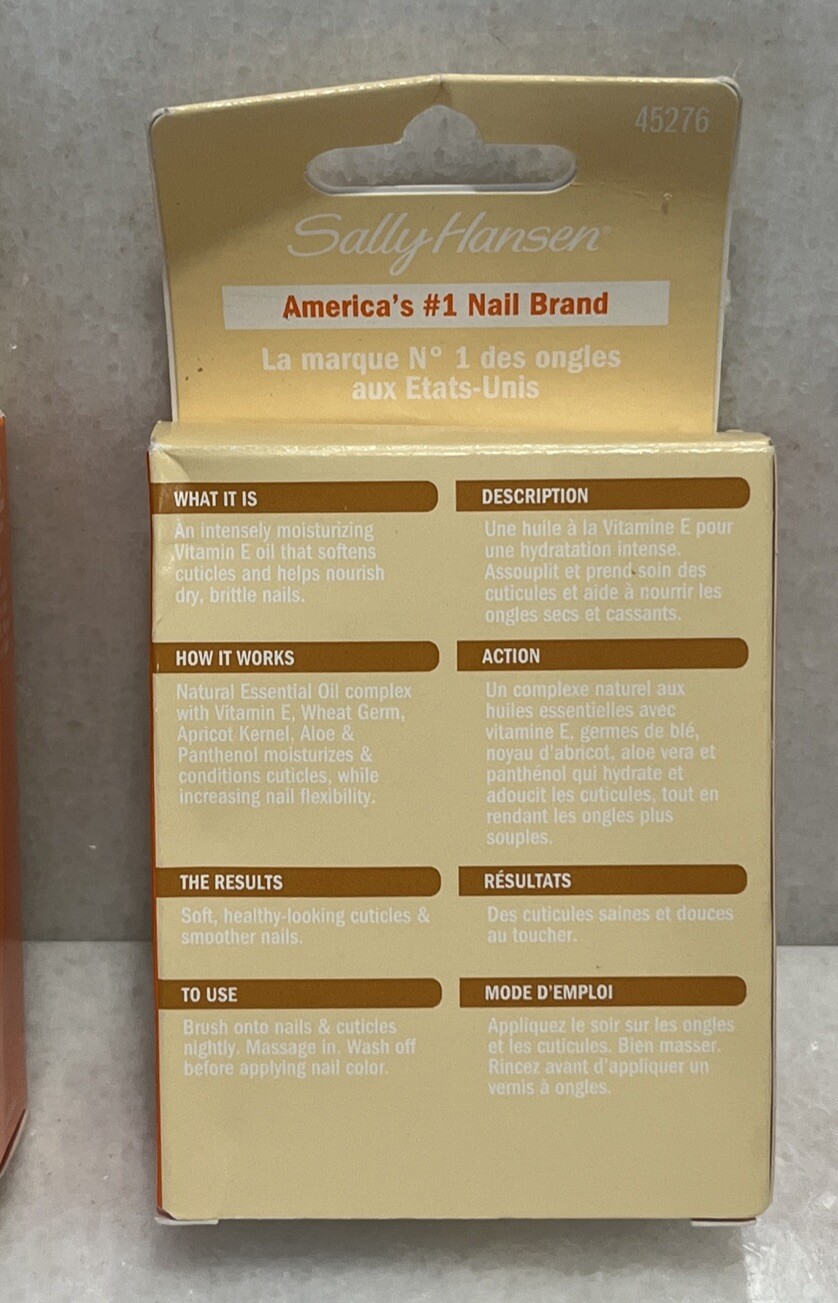 45276
Sally Hansen®
America's #1 Nail Brand
La marque N° 1 des ongles
aux Etats-Unis
WHAT IT IS
An intensely moisturizing
Vitamin E oil that softens
cuticles and helps nourish
dry, brittle nails.
HOW IT WORKS
Natural Essential Oil complex
with Vitamin E, Wheat Germ,
Apricot Kernel, Aloe &
Panthenol moisturizes &
conditions cuticles, while
increasing nail flexibility.
THE RESULTS
Soft, healthy-looking cuticles &
smoother nails.
TO USE
Brush onto nails & cuticles
nightly. Massage in. Wash off
before applying nail color.
DESCRIPTION
Une huile à la Vitamine E pour
une hydratation intense.
Assouplit et prend soin des
cuticules et aide à nourrir les
ongles secs et cassants.
ACTION
Un complexe naturel aux
huiles essentielles avec
vitamine E, germes de blé,
noyau d'abricot, aloe vera et
panthénol qui hydrate et
adoucit les cuticules, tout en
rendant les ongles plus
souples.
RÉSULTATS
Des cuticules saines et douces
au toucher.
MODE D'EMPLOI
Appliquez le soir sur les ongles
et les cuticules. Bien masser.
Rincez avant d'appliquer un
vernis à ongles.